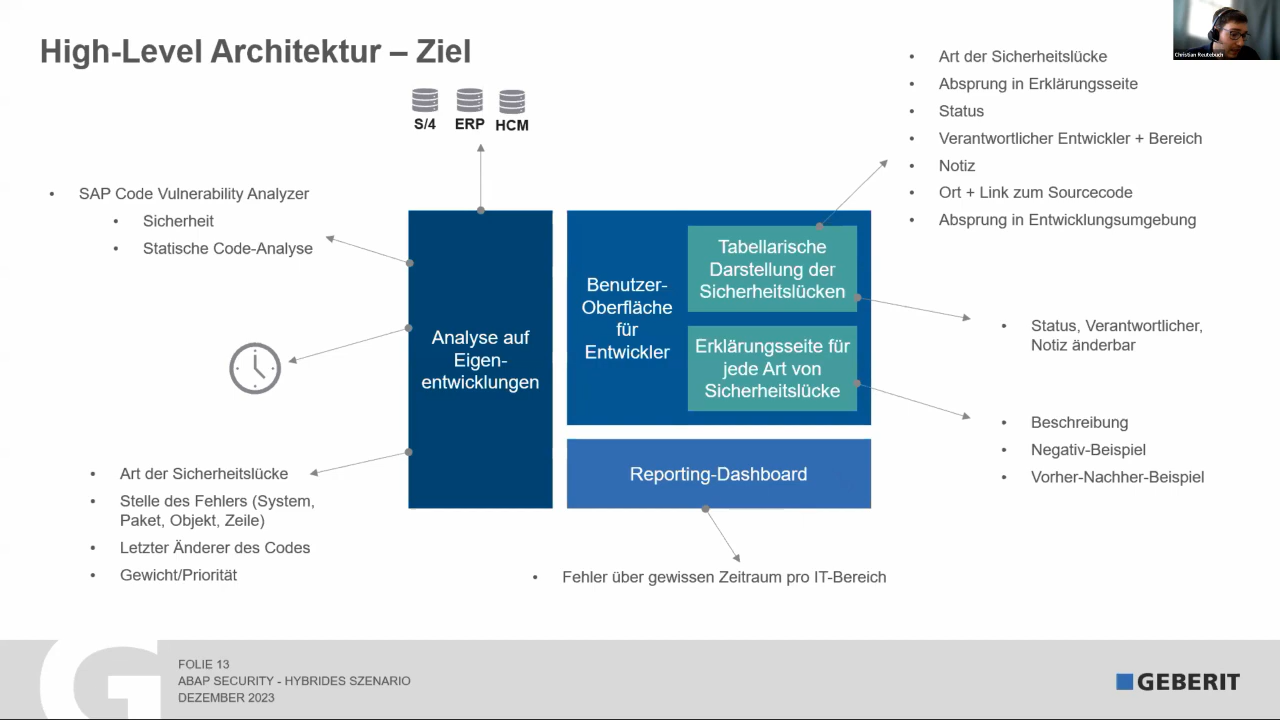 High-Level Architektur – Ziel
Christian Reutebuch
S/4
ERP
HCM
• SAP Code Vulnerability Analyzer
• Sicherheit
• Statische Code-Analyse
• Art der Sicherheitslücke
• Stelle des Fehlers (System,
Paket, Objekt, Zeile)
• Letzter Änderer des Codes
• Gewicht/Priorität
Analyse auf
Eigen-
entwicklungen
Benutzer-
Oberfläche
für
Entwickler
Tabellarische
Darstellung der
Sicherheitslücken
Erklärungsseite für
jede Art von
Sicherheitslücke
Reporting-Dashboard
• Fehler über gewissen Zeitraum pro IT-Bereich
• Art der Sicherheitslücke
• Absprung in Erklärungsseite
• Status
• Verantwortlicher Entwickler + Bereich
• Notiz
• Ort + Link zum Sourcecode
• Absprung in Entwicklungsumgebung
• Status, Verantwortlicher,
Notiz änderbar
• Beschreibung
• Negativ-Beispiel
• Vorher-Nachher-Beispiel
FOLIE 13
ABAP SECURITY - HYBRIDES SZENARIO
DEZEMBER 2023
GEBERIT